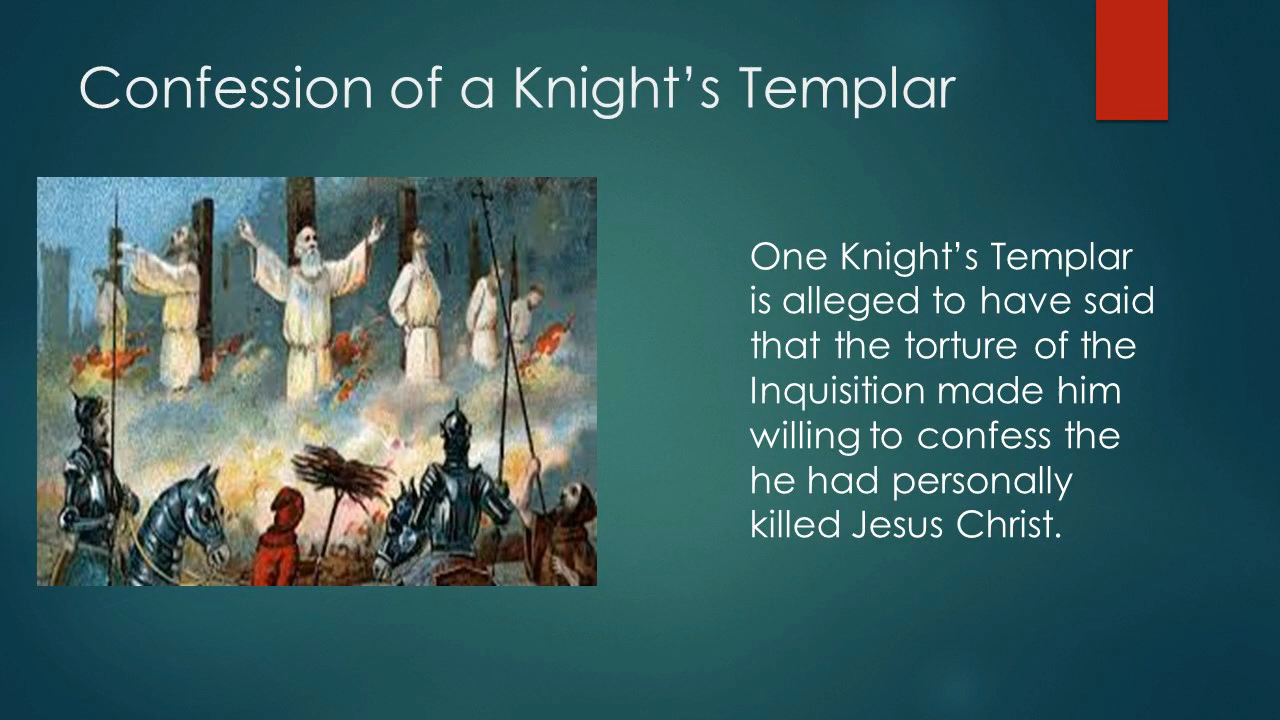 Confession of a Knight’s Templar
One Knight’s Templar
is alleged to have said
that the torture of the
Inquisition made him
willing to confess the
he had personally
killed Jesus Christ.